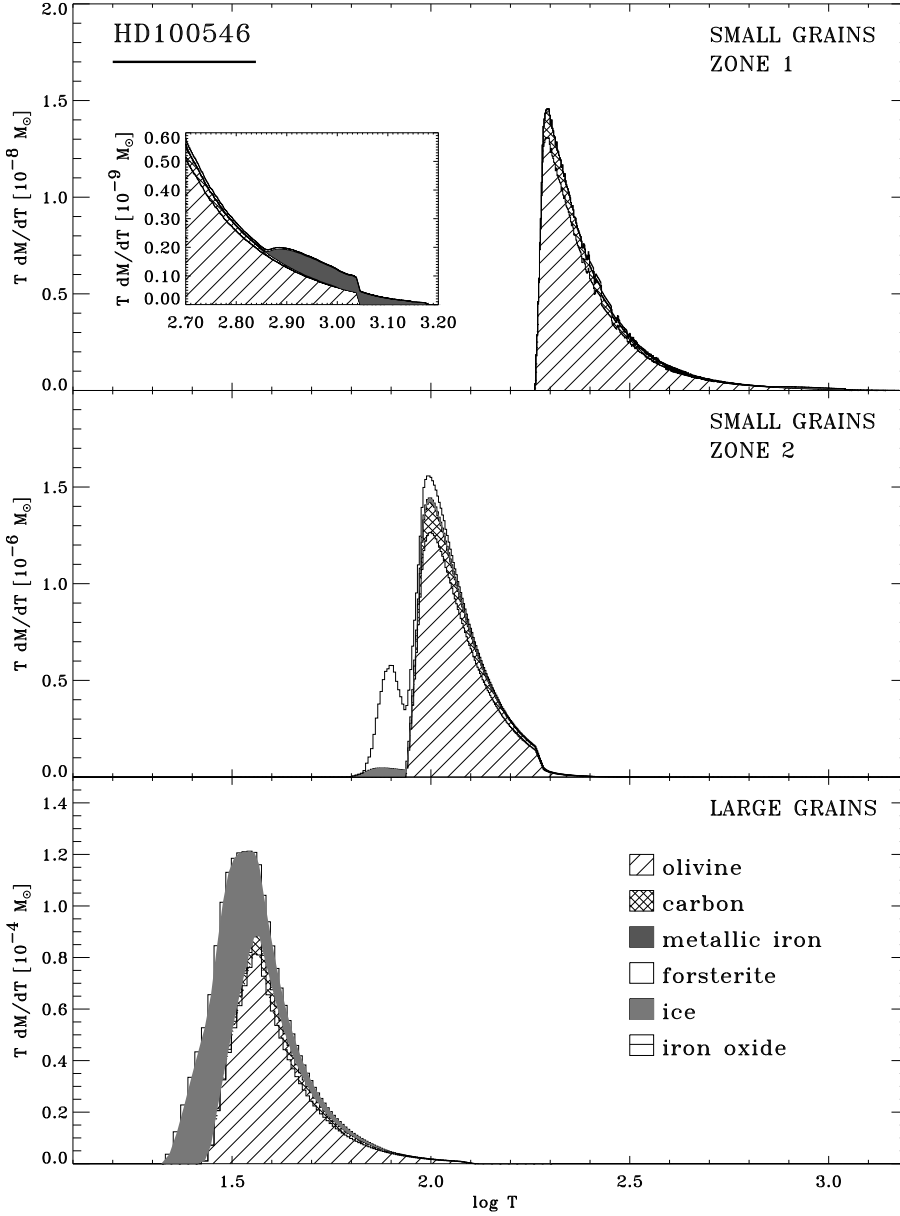 HD100546
SMALL GRAINS
ZONE 1
2.0
1.5
1.0
0.5
0.0
T dM/dT [10⁻⁸ M☉]
0.60
0.50
0.40
0.30
0.20
0.10
0.00
T dM/dT [10⁻⁹ M☉]
2.70 2.80 2.90 3.00 3.10 3.20
SMALL GRAINS
ZONE 2
1.5
1.0
0.5
0.0
T dM/dT [10⁻⁶ M☉]
LARGE GRAINS
1.4
1.2
1.0
0.8
0.6
0.4
0.2
0.0
T dM/dT [10⁻⁴ M☉]
olivine
carbon
metallic iron
forsterite
ice
iron oxide
1.5 2.0 2.5 3.0
log T